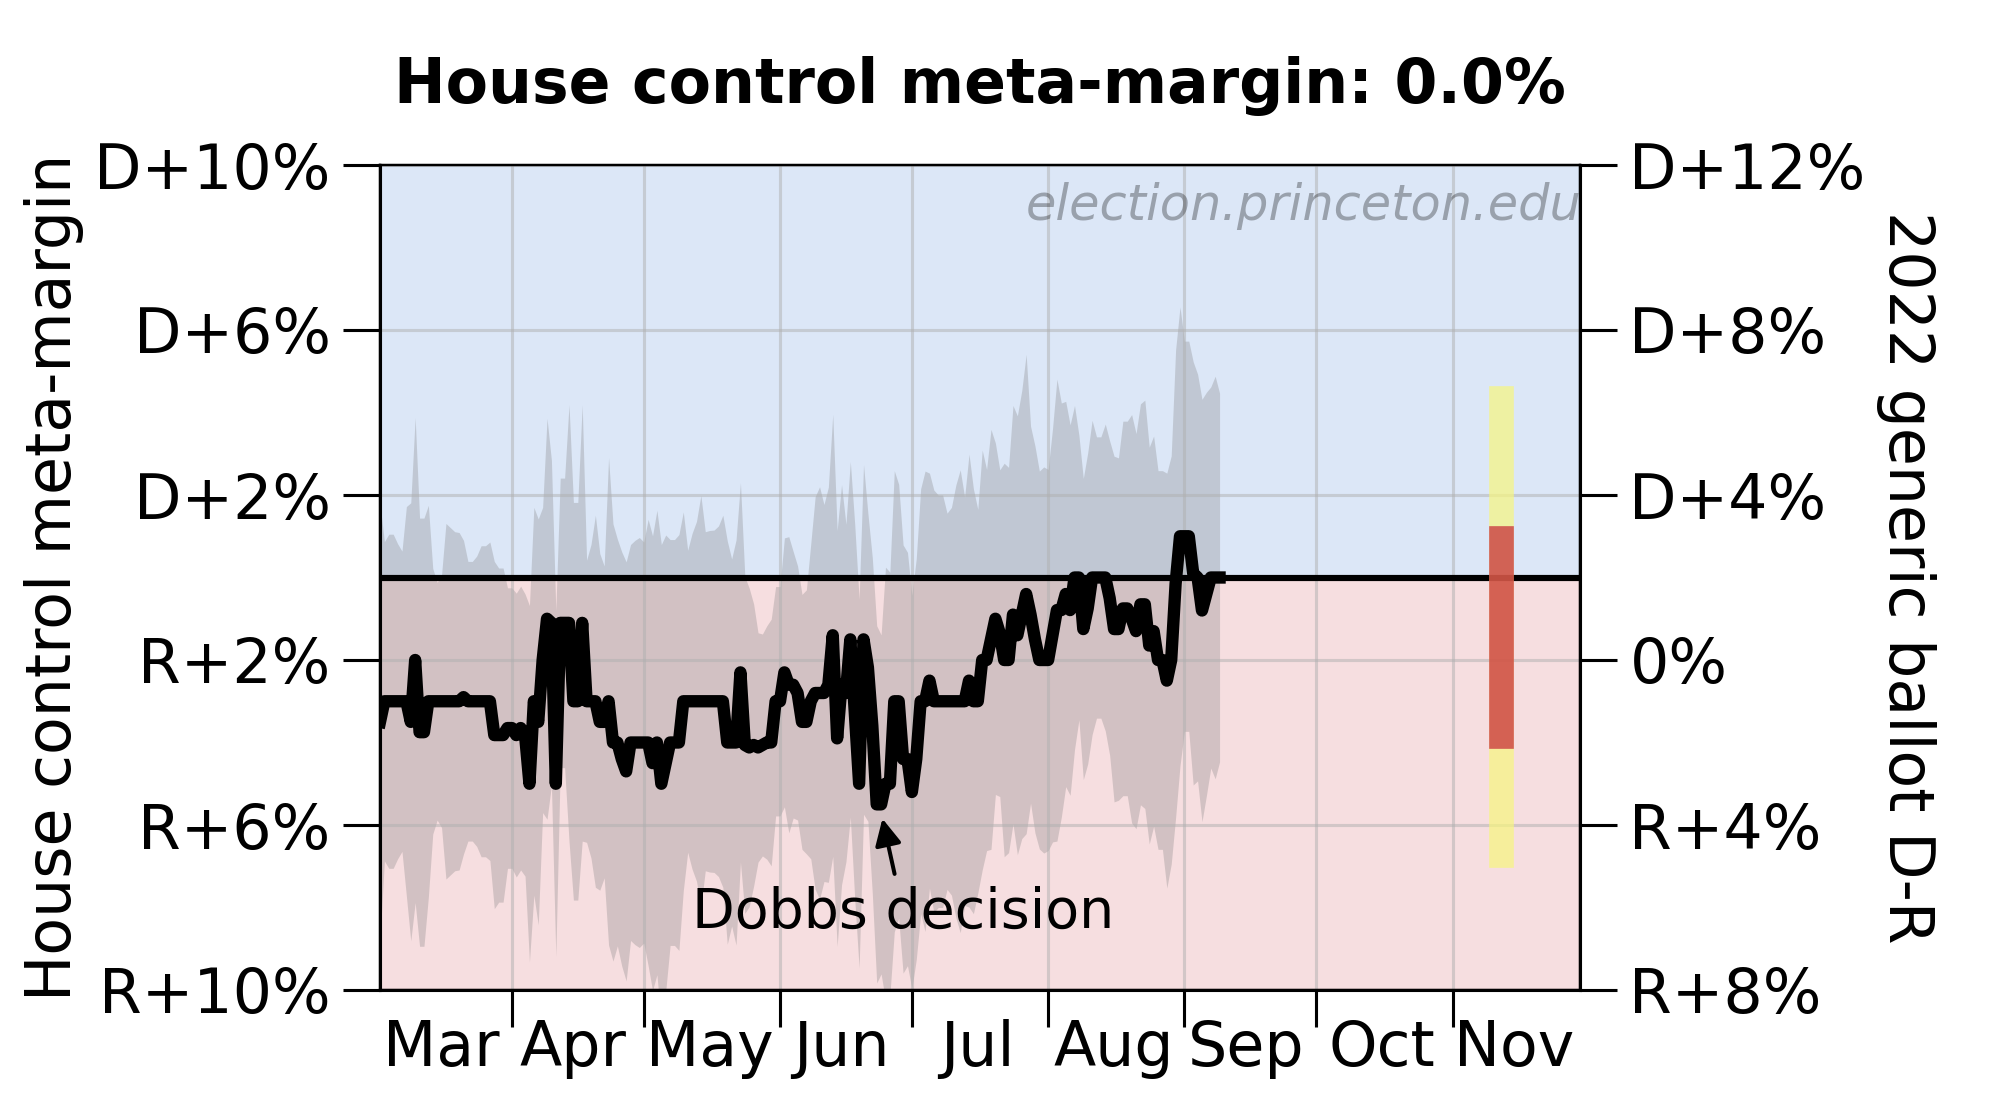 House control meta-margin: 0.0%
House control meta-margin
D+10%
D+6%
D+2%
R+2%
R+6%
R+10%
election.princeton.edu
Dobbs decision
D+12%
D+8%
D+4%
0%
R+4%
R+8%
2022 generic ballot D-R
Mar Apr May Jun Jul Aug Sep Oct Nov